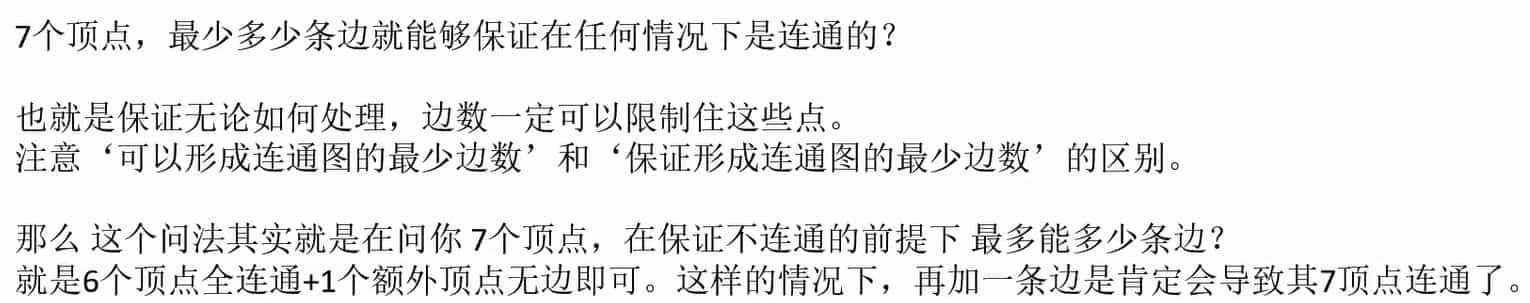 7个顶点，最少多少条边就能够保证在任何情况下是连通的？
也就是保证无论如何处理，边数一定可以限制住这些点。
注意‘可以形成连通图的最少边数’和‘保证形成连通图的最少边数’的区别。
那么 这个问法其实就是在问你 7个顶点，在保证不连通的前提下 最多能多少条边？
就是6个顶点全连通+1个额外顶点无边即可。这样的情况下，再加一条边是肯定会导致其7顶点连通了。